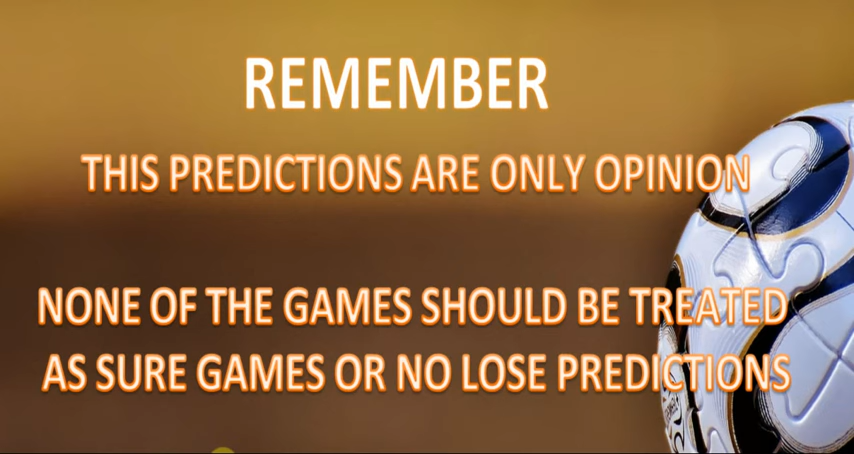 REMEMBER
THIS PREDICTIONS ARE ONLY OPINION
NONE OF THE GAMES SHOULD BE TREATED
AS SURE GAMES OR NO LOSE PREDICTIONS